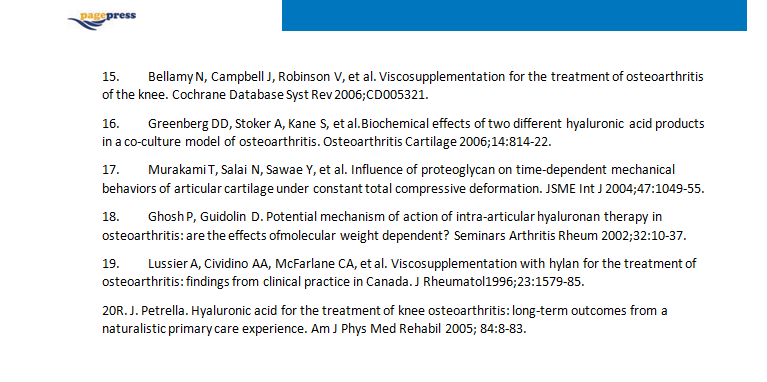 pagepress
15. Bellamy N, Campbell J, Robinson V, et al. Viscosupplementation for the treatment of osteoarthritis
of the knee. Cochrane Database Syst Rev 2006;CD005321.
16. Greenberg DD, Stoker A, Kane S, et al.Biochemical effects of two different hyaluronic acid products
in a co-culture model of osteoarthritis. Osteoarthritis Cartilage 2006;14:814-22.
17. Murakami T, Salai N, Sawae Y, et al. Influence of proteoglycan on time-dependent mechanical
behaviors of articular cartilage under constant total compressive deformation. JSME Int J 2004;47:1049-55.
18. Ghosh P, Guidolin D. Potential mechanism of action of intra-articular hyaluronan therapy in
osteoarthritis: are the effects ofmolecular weight dependent? Seminars Arthritis Rheum 2002;32:10-37.
19. Lussier A, Cividino AA, McFarlane CA, et al. Viscosupplementation with hylan for the treatment of
osteoarthritis: findings from clinical practice in Canada. J Rheumatol1996;23:1579-85.
20R. J. Petrella. Hyaluronic acid for the treatment of knee osteoarthritis: long-term outcomes from a
naturalistic primary care experience. Am J Phys Med Rehabil 2005; 84:8-83.